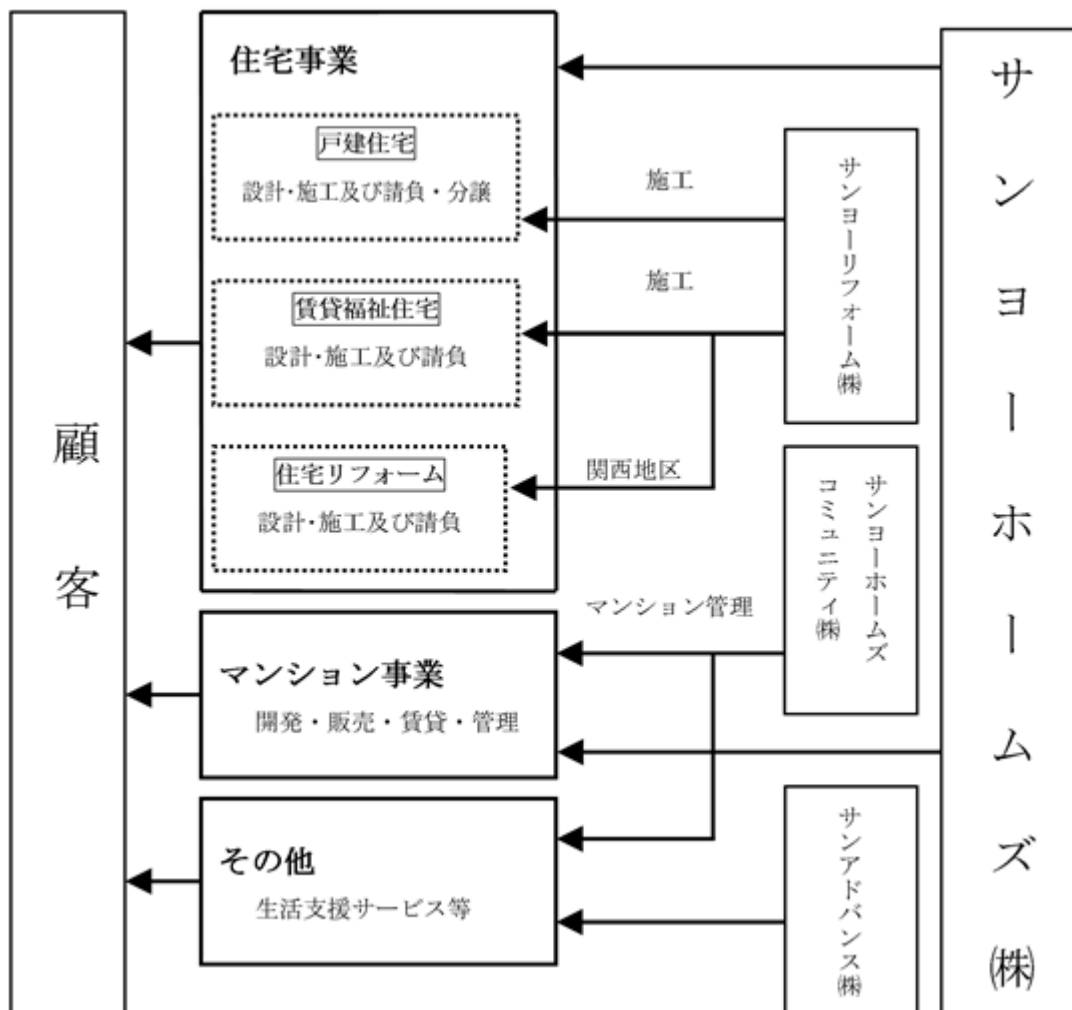 顧客
住宅事業
戸建住宅
設計・施工及び請負・分譲
賃貸福祉住宅
設計・施工及び請負
住宅リフォーム
設計・施工及び請負
マンション事業
開発・販売・賃貸・管理
その他
生活支援サービス等
施工
施工
関西地区
マンション管理
サンヨーリフォーム㈱
サンヨーホームズ
コミュニティ㈱
サンアドバンス㈱
サンヨーホームズ㈱